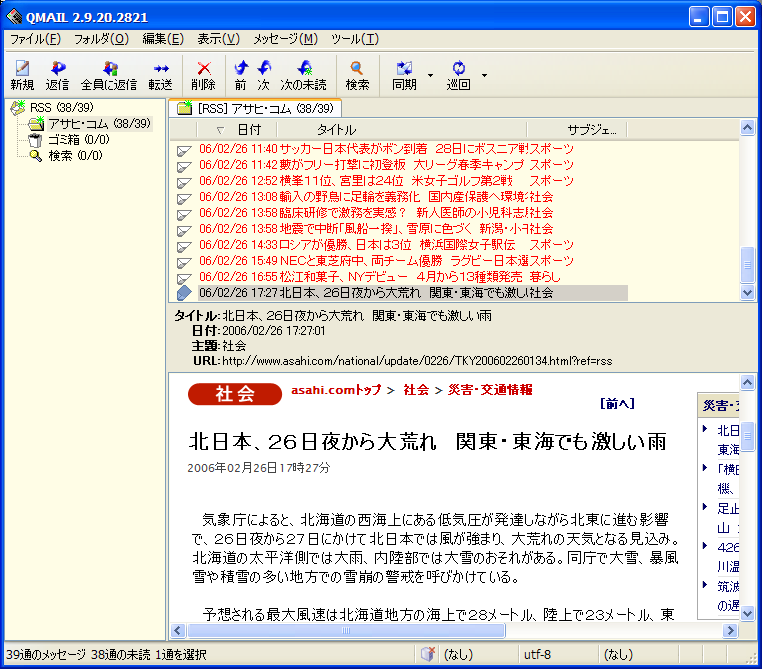 QMAIL 2.9.20.2821
ファイル(F) フォルダ(O) 編集(E) 表示(V) メッセージ(M) ツール(T)
新規 返信 全員に返信 転送 削除 前 次 次の未読 検索 同期 巡回
RSS (38/39)
アサヒ・コム (38/39)
ゴミ箱 (0/0)
検索 (0/0)
[RSS] アサヒ・コム (38/39)
日付 タイトル サブジェ...
06/02/26 11:40 サッカー日本代表がボン到着 28日にボスニア戦 スポーツ
06/02/26 11:42 藪がフリー打撃に初登板 大リーグ春季キャンプ スポーツ
06/02/26 12:52 横峯11位、宮里は24位 米女子ゴルフ第2戦 スポーツ
06/02/26 13:08 輸入の野鳥に足輪を義務化 国内産保護へ環境 社会
06/02/26 13:58 臨床研修で激務を実感? 新人医師の小児科志 社会
06/02/26 13:58 地震で中断「風船一揆」、雪原に色づく 新潟・小千 社会
06/02/26 14:33 ロシアが優勝、日本は3位 横浜国際女子駅伝 スポーツ
06/02/26 15:49 NECと東芝府中、両チーム優勝 ラグビー日本選 スポーツ
06/02/26 16:55 松江和菓子、NYデビュー 4月から13種類発売 暮らし
06/02/26 17:27 北日本、26日夜から大荒れ 関東・東海でも激しい 社会
タイトル: 北日本、26日夜から大荒れ 関東・東海でも激しい雨
日付: 2006/02/26 17:27:01
主題: 社会
URL: http://www.asahi.com/national/update/0226/TKY200602260134.html?ref=rss
社会 asahi.comトップ > 社会 > 災害・交通情報
[前へ]
北日本、26日夜から大荒れ 関東・東海でも激しい雨
2006年02月26日17時27分
気象庁によると、北海道の西海上にある低気圧が発達しながら北東に進む影響
で、26日夜から27日にかけて北日本では風が強まり、大荒れの天気となる見込み。
北海道の太平洋側では大雨、内陸部では大雪のおそれがある。同庁で大雪、暴風
雪や積雪の多い地方での雪崩の警戒を呼びかけている。
予想される最大風速は北海道地方の海上で28メートル、陸上で23メートル、東
災害・交
北日
東海
「横田
機、
足止
山
426
川温
筑波
の遅
39通のメッセージ 38通の未読 1通を選択 (なし) utf-8 (なし)